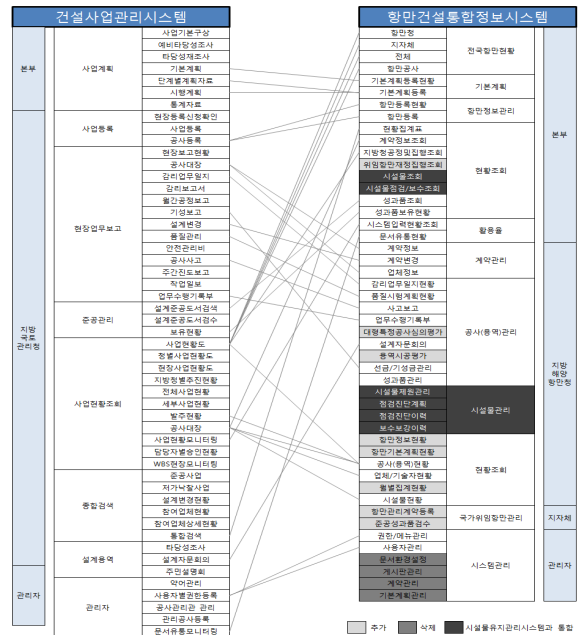 건설사업관리시스템
본부
사업계획
사업기본구상
예비타당성조사
타당성재조사
기본계획
단계별계획자료
시행계획
통계자료
지방
국토
관리청
사업등록
현장등록신청확인
사업등록
공사등록
현장업무보고
현장보고현황
공사대장
감리업무일지
감리보고서
월간공정보고
기성보고
설계변경
품질관리
안전관리비
공사사고
주간진도보고
작업일보
업무수행기록부
준공관리
설계준공도서검색
설계준공도서검수
보유현황
사업현황조회
사업현황도
청별사업현황도
현장사업현황도
지방청별추진현황
전체사업현황
세부사업현황
발주현황
공사대장
사업현황모니터링
담당자별승인현황
WBS현장모니터링
종합검색
준공사업
저가낙찰사업
설계변경현황
참여업체현황
참여업체상세현황
통합검색
설계용역
타당성조사
설계자문회의
주민설명회
관리자
관리자
약어관리
사용자별권한등록
공사관리관 관리
관리공사등록
문서유통모니터링
항만건설통합정보시스템
항만청
지자체
전체
항만공사
전국항만현황
본부
기본계획등록현황
기본계획등록
기본계획
항만등록현황
항만등록
항만정보관리
현황집계표
계약정보조회
지방청공정및집행조회
위임항만재정집행조회
시설물조회
시설물점검/보수조회
성과품조회
성과품보유현황
현황조회
시스템업력현황조회
문서유통현황
활용율
계약정보
계약변경
업체정보
계약관리
지방
해양
항만청
감리업무일지현황
품질시험계획현황
사고보고
업무수행기록부
대형특정공사심의평가
설계자문회의
용역시공평가
선금/기성금관리
성과품관리
공사(용역)관리
시설물제원관리
점검진단계획
점검진단이력
보수보강이력
시설물관리
항만정보현황
항만기본계획현황
공사(용역)현황
업체/기술자현황
월별집계현황
시설물현황
현황조회
항만관리계약등록
준공성과품검수
국가위임항만관리
지자체
권한/메뉴관리
사용자관리
문서환경설정
게시판관리
계약관리
기본계획관리
시스템관리
관리자
추가
삭제
시설물유지관리시스템과 통합